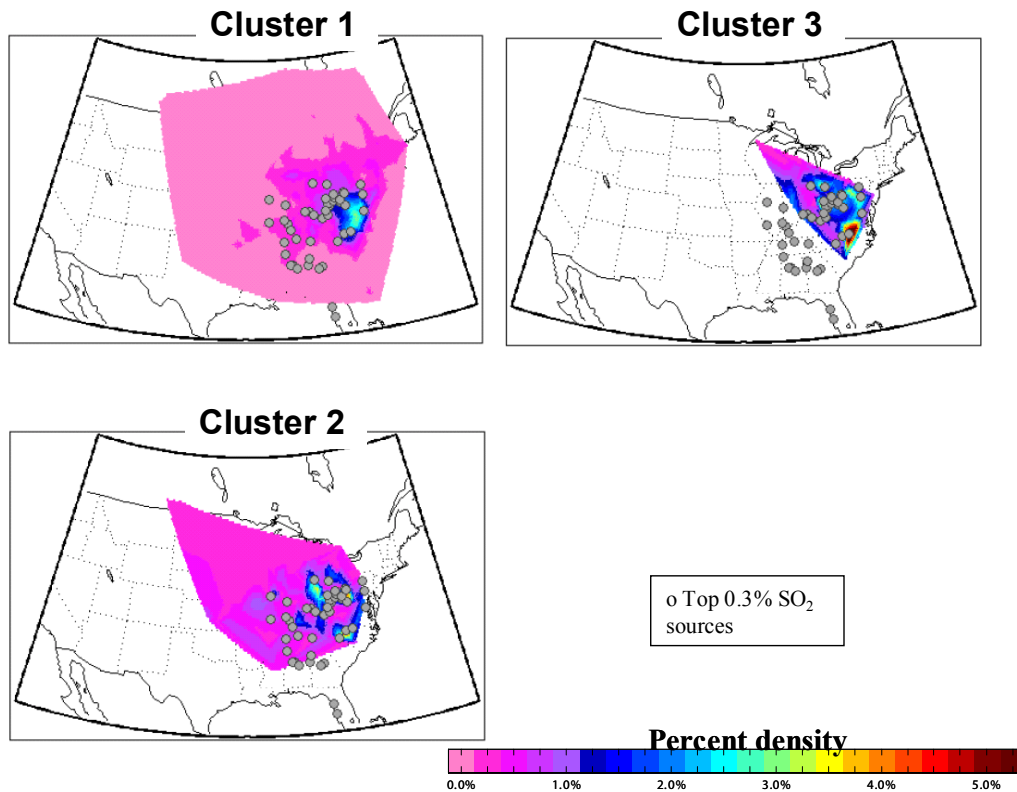 Cluster 1
Cluster 3
Cluster 2
o Top 0.3% SO₂
sources
Percent density
0.0% 1.0% 2.0% 3.0% 4.0% 5.0%